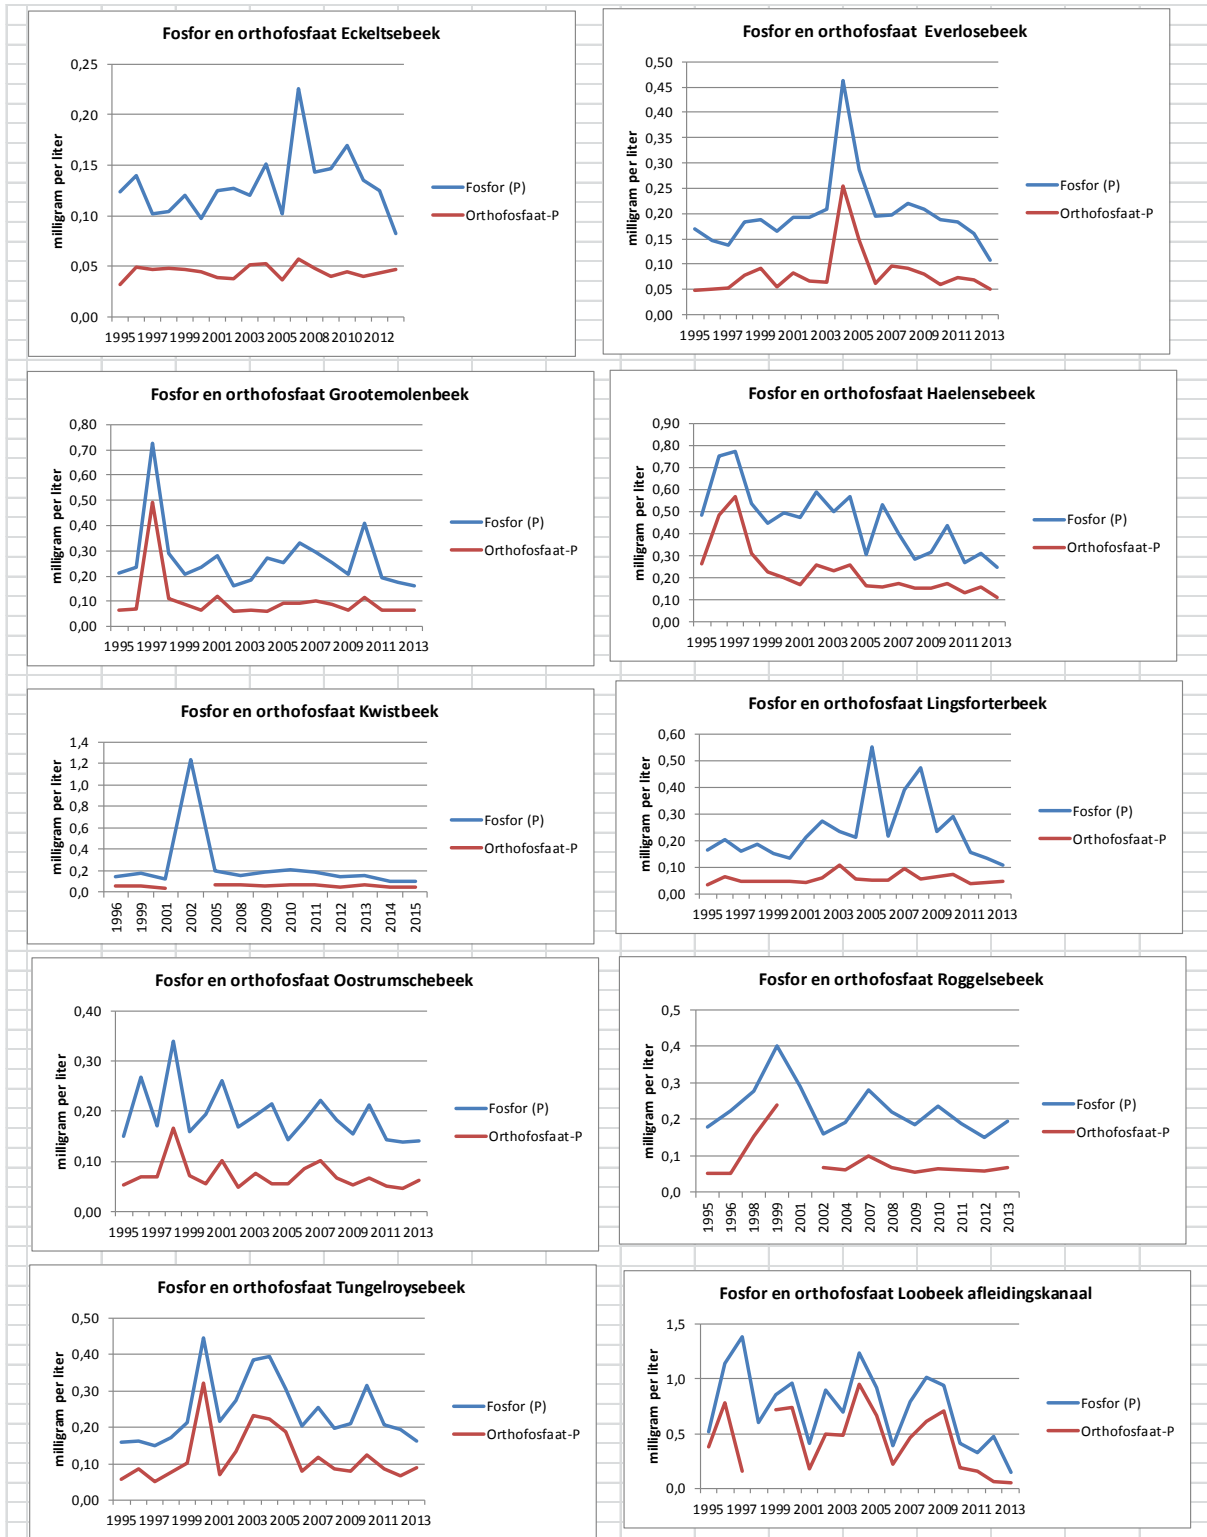 Fosfor en orthofosfaat Eckeltsebeek
milligram per liter
0,25
0,20
0,15
0,10
0,05
0,00
1995 1997 1999 2001 2003 2005 2008 2010 2012
Fosfor (P)
Orthofosfaat-P
Fosfor en orthofosfaat Everlosebeek
milligram per liter
0,50
0,45
0,40
0,35
0,30
0,25
0,20
0,15
0,10
0,05
0,00
1995 1997 1999 2001 2003 2005 2007 2009 2011 2013
Fosfor (P)
Orthofosfaat-P
Fosfor en orthofosfaat Grootemolenbeek
milligram per liter
0,80
0,70
0,60
0,50
0,40
0,30
0,20
0,10
0,00
1995 1997 1999 2001 2003 2005 2007 2009 2011 2013
Fosfor (P)
Orthofosfaat-P
Fosfor en orthofosfaat Haelensebeek
milligram per liter
0,90
0,80
0,70
0,60
0,50
0,40
0,30
0,20
0,10
0,00
1995 1997 1999 2001 2003 2005 2007 2009 2011 2013
Fosfor (P)
Orthofosfaat-P
Fosfor en orthofosfaat Kwistbeek
milligram per liter
1,4
1,2
1,0
0,8
0,6
0,4
0,2
0,0
1996 1999 2001 2002 2005 2008 2009 2010 2011 2012 2013 2014 2015
Fosfor (P)
Orthofosfaat-P
Fosfor en orthofosfaat Lingsforterbeek
milligram per liter
0,60
0,50
0,40
0,30
0,20
0,10
0,00
1995 1997 1999 2001 2003 2005 2007 2009 2011 2013
Fosfor (P)
Orthofosfaat-P
Fosfor en orthofosfaat Oostrumschebeek
milligram per liter
0,40
0,30
0,20
0,10
0,00
1995 1997 1999 2001 2003 2005 2007 2009 2011 2013
Fosfor (P)
Orthofosfaat-P
Fosfor en orthofosfaat Roggelsebeek
milligram per liter
0,5
0,4
0,3
0,2
0,1
0,0
1995 1996 1998 1999 2001 2002 2004 2007 2008 2009 2010 2011 2012 2013
Fosfor (P)
Orthofosfaat-P
Fosfor en orthofosfaat Tungelroysebeek
milligram per liter
0,50
0,40
0,30
0,20
0,10
0,00
1995 1997 1999 2001 2003 2005 2007 2009 2011 2013
Fosfor (P)
Orthofosfaat-P
Fosfor en orthofosfaat Loobeek afleidingskanaal
milligram per liter
1,5
1,0
0,5
0,0
1995 1997 1999 2001 2003 2005 2007 2009 2011 2013
Fosfor (P)
Orthofosfaat-P